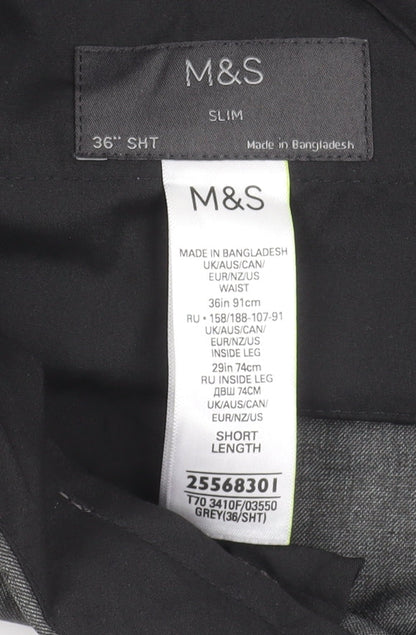 M&S
SLIM
36" SHT Made in Bangladesh
M&S
MADE IN BANGLADESH
UK/AUS/CAN/
EUR/NZ/US
WAIST
36in 91cm
RU • 158/188-107-91
UK/AUS/CAN/
EUR/NZ/US
INSIDE LEG
29in 74cm
RU INSIDE LEG
ДВШ 74CM
UK/AUS/CAN/
EUR/NZ/US
SHORT
LENGTH
25568301
T70 3410F/03550
GREY(36/SHT)